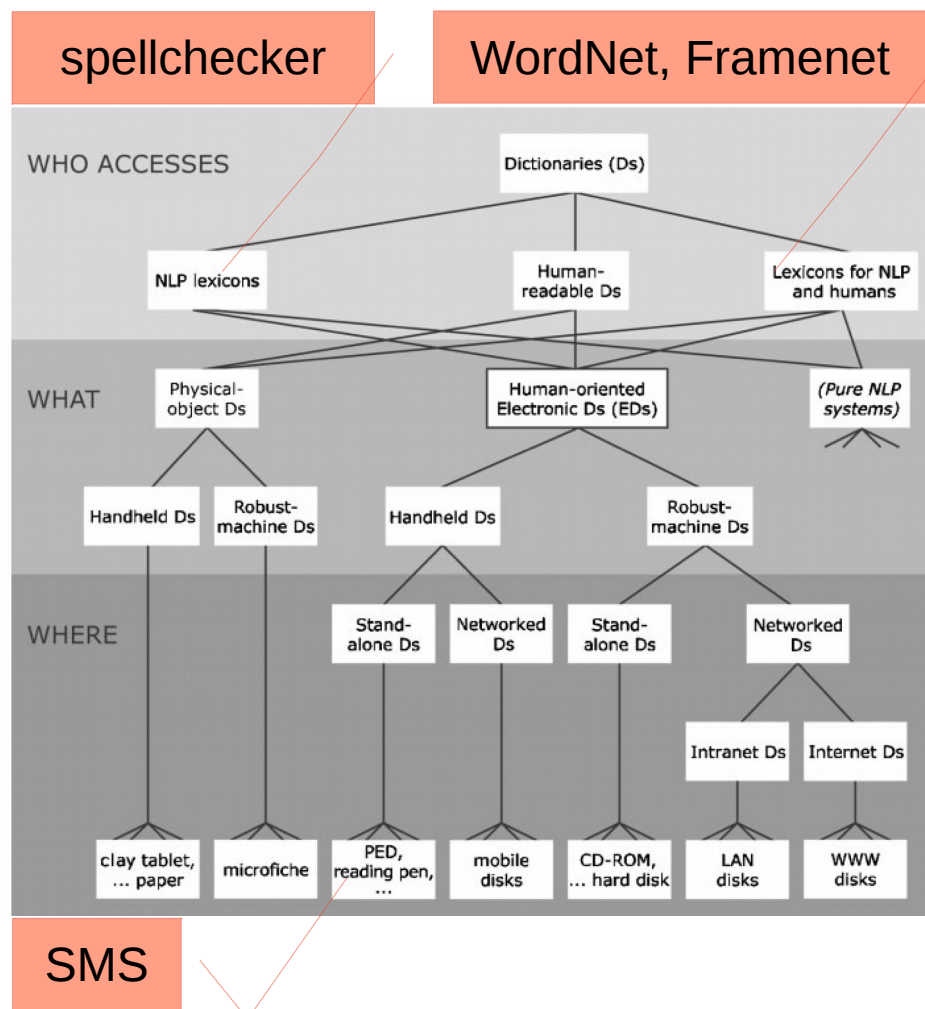 spellchecker
WordNet, Framenet
WHO ACCESSES
Dictionaries (Ds)
NLP lexicons
Human-
readable Ds
Lexicons for NLP
and humans
WHAT
Physical-
object Ds
Human-oriented
Electronic Ds (EDs)
(Pure NLP
systems)
Handheld Ds
Robust-
machine Ds
Handheld Ds
Robust-
machine Ds
WHERE
Stand-
alone Ds
Networked
Ds
Stand-
alone Ds
Networked
Ds
Intranet Ds
Internet Ds
clay tablet,
... paper
microfiche
PED,
reading pen,
...
mobile
disks
CD-ROM,
... hard disk
LAN
disks
WWW
disks
SMS